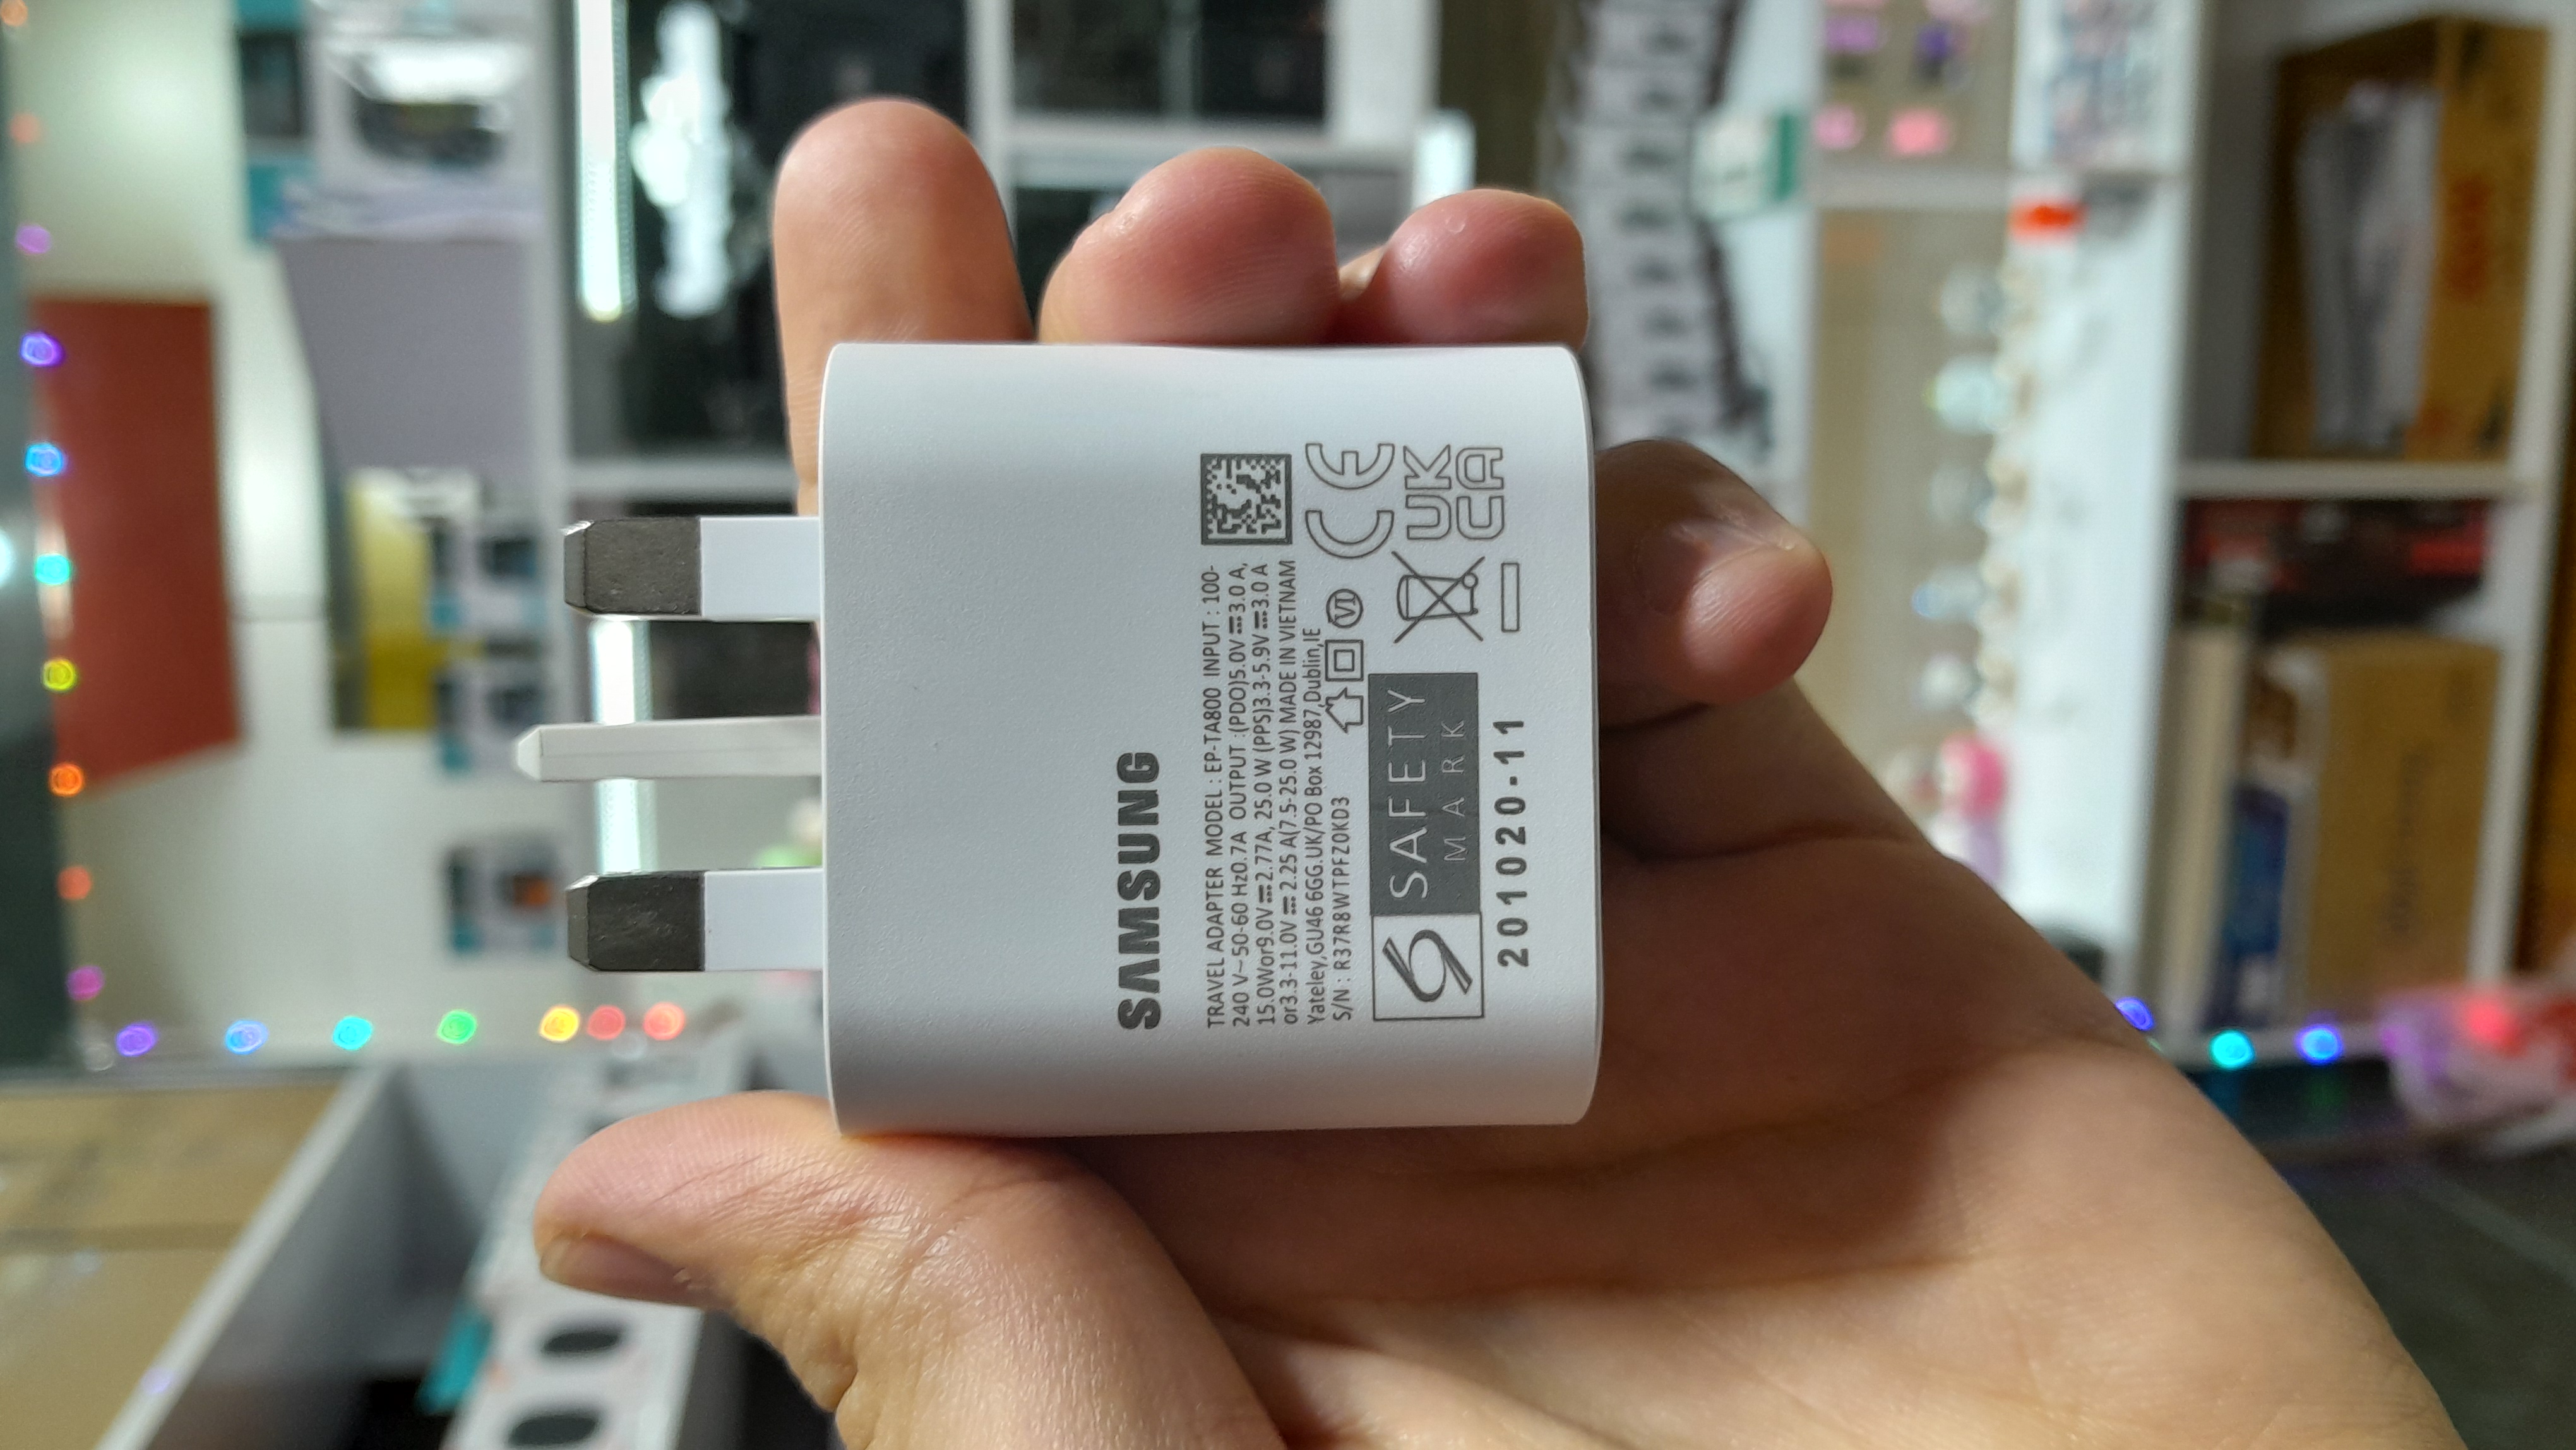 SAMSUNG
TRAVEL ADAPTER MODEL : EP-TA800 INPUT : 100-
240 V~50-60 Hz0.7A OUTPUT :(PDO)5.0V⎓3.0 A,
15.0Wor9.0V⎓2.77A, 25.0 W (PPS)3.3-5.9V⎓3.0 A
or3.3-11.0V ⎓ 2.25 A(7.5-25.0 W) MADE IN VIETNAM
Yateley,GU46 6GG.UK/PO Box 12987,Dublin,IE
S/N : R37R8WTPFZ0KD3
VI
CE
UK
CA
SAFETY
MARK
201020-11